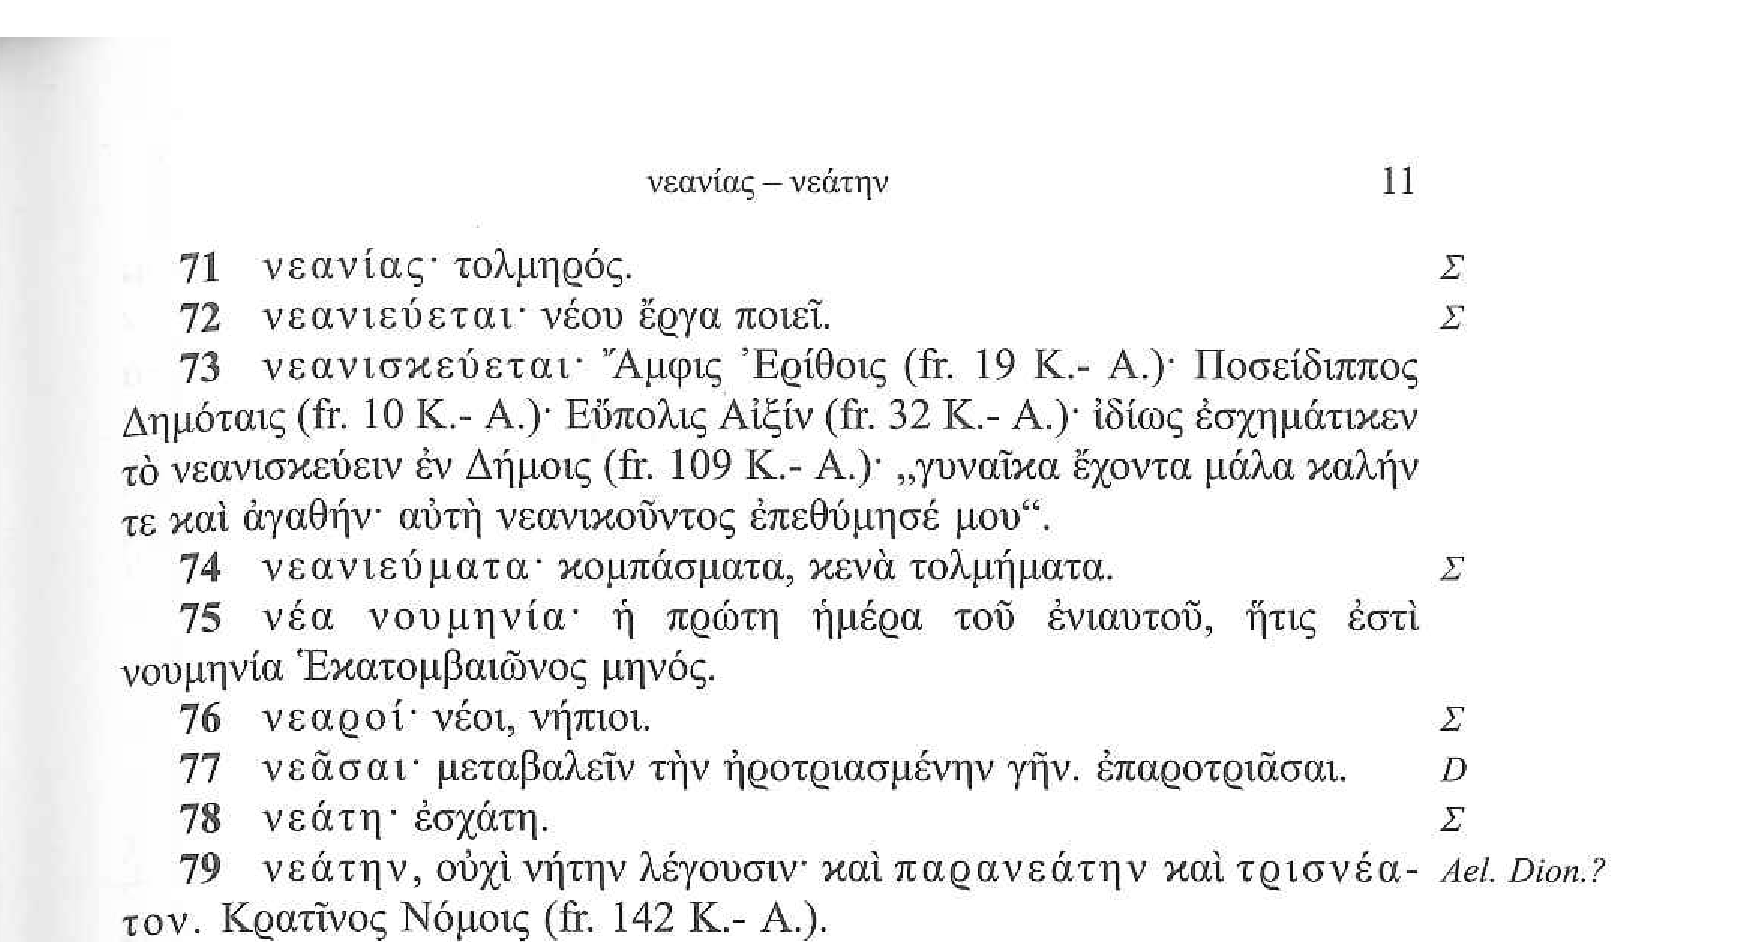 νεανίας – νεάτην 11
71 νεανίας· τολμηρός. Σ
72 νεανιεύεται· νέου ἔργα ποιεῖ. Σ
73 νεανισκεύεται· Ἄμφις Ἐρίθοις (fr. 19 K.- A.)· Ποσείδιππος
Δημόταις (fr. 10 K.- A.)· Εὔπολις Αἰξίν (fr. 32 K.- A.)· ἰδίως ἐσχημάτικεν
τὸ νεανισκεύειν ἐν Δήμοις (fr. 109 K.- A.)· „γυναῖκα ἔχοντα μάλα καλήν
τε καὶ ἀγαθήν· αὐτὴ νεανικοῦντος ἐπεθύμησέ μου“.
74 νεανιεύματα· κομπάσματα, κενὰ τολμήματα. Σ
75 νέα νουμηνία· ἡ πρώτη ἡμέρα τοῦ ἐνιαυτοῦ, ἥτις ἐστὶ
νουμηνία Ἑκατομβαιῶνος μηνός.
76 νεαροί· νέοι, νήπιοι. Σ
77 νεᾶσαι· μεταβαλεῖν τὴν ἠροτριασμένην γῆν. ἐπαροτριᾶσαι. D
78 νεάτη· ἐσχάτη. Σ
79 νεάτην, οὐχὶ νήτην λέγουσιν· καὶ παρανεάτην καὶ τρισνέα- Ael. Dion.?
τον. Κρατῖνος Νόμοις (fr. 142 K.- A.).